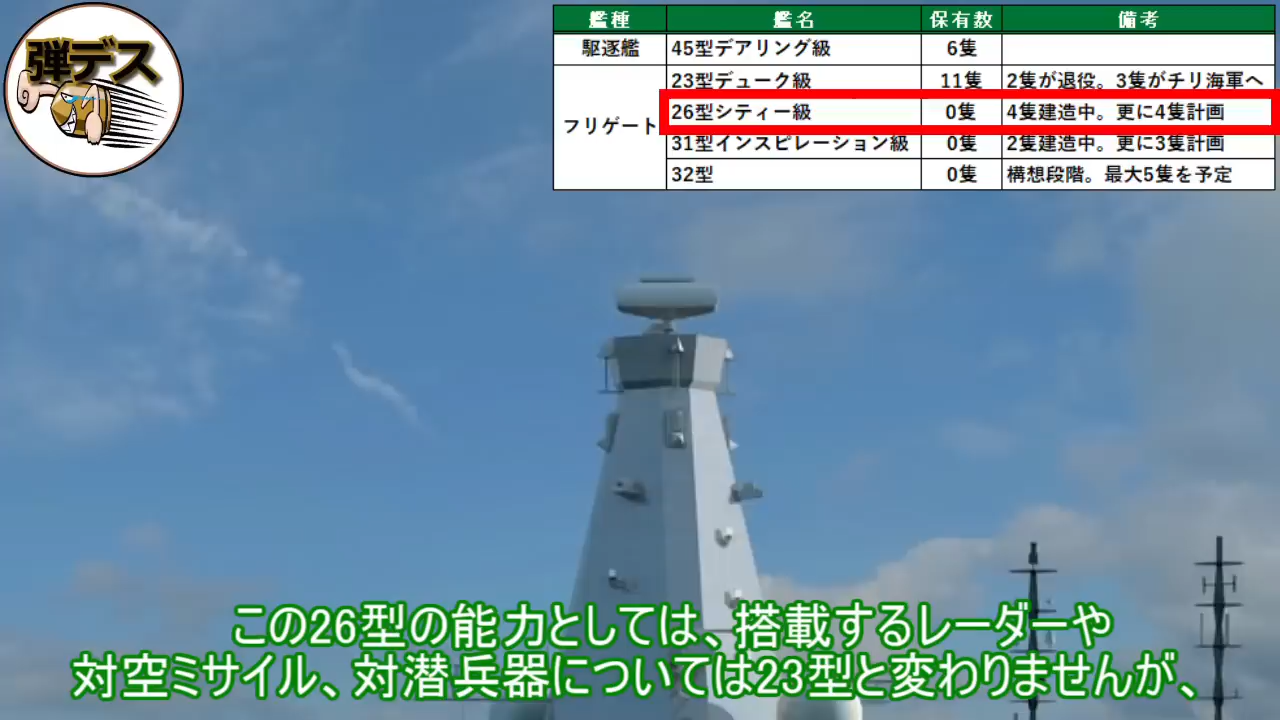 弾デス
艦種 艦名 保有数 備考
駆逐艦 45型デアリング級 6隻
フリゲート 23型デューク級 11隻 2隻が退役。3隻がチリ海軍へ
26型シティー級 0隻 4隻建造中。更に4隻計画
31型インスピレーション級 0隻 2隻建造中。更に3隻計画
32型 0隻 構想段階。最大5隻を予定
この26型の能力としては、搭載するレーダーや
対空ミサイル、対潜兵器については23型と変わりませんが、